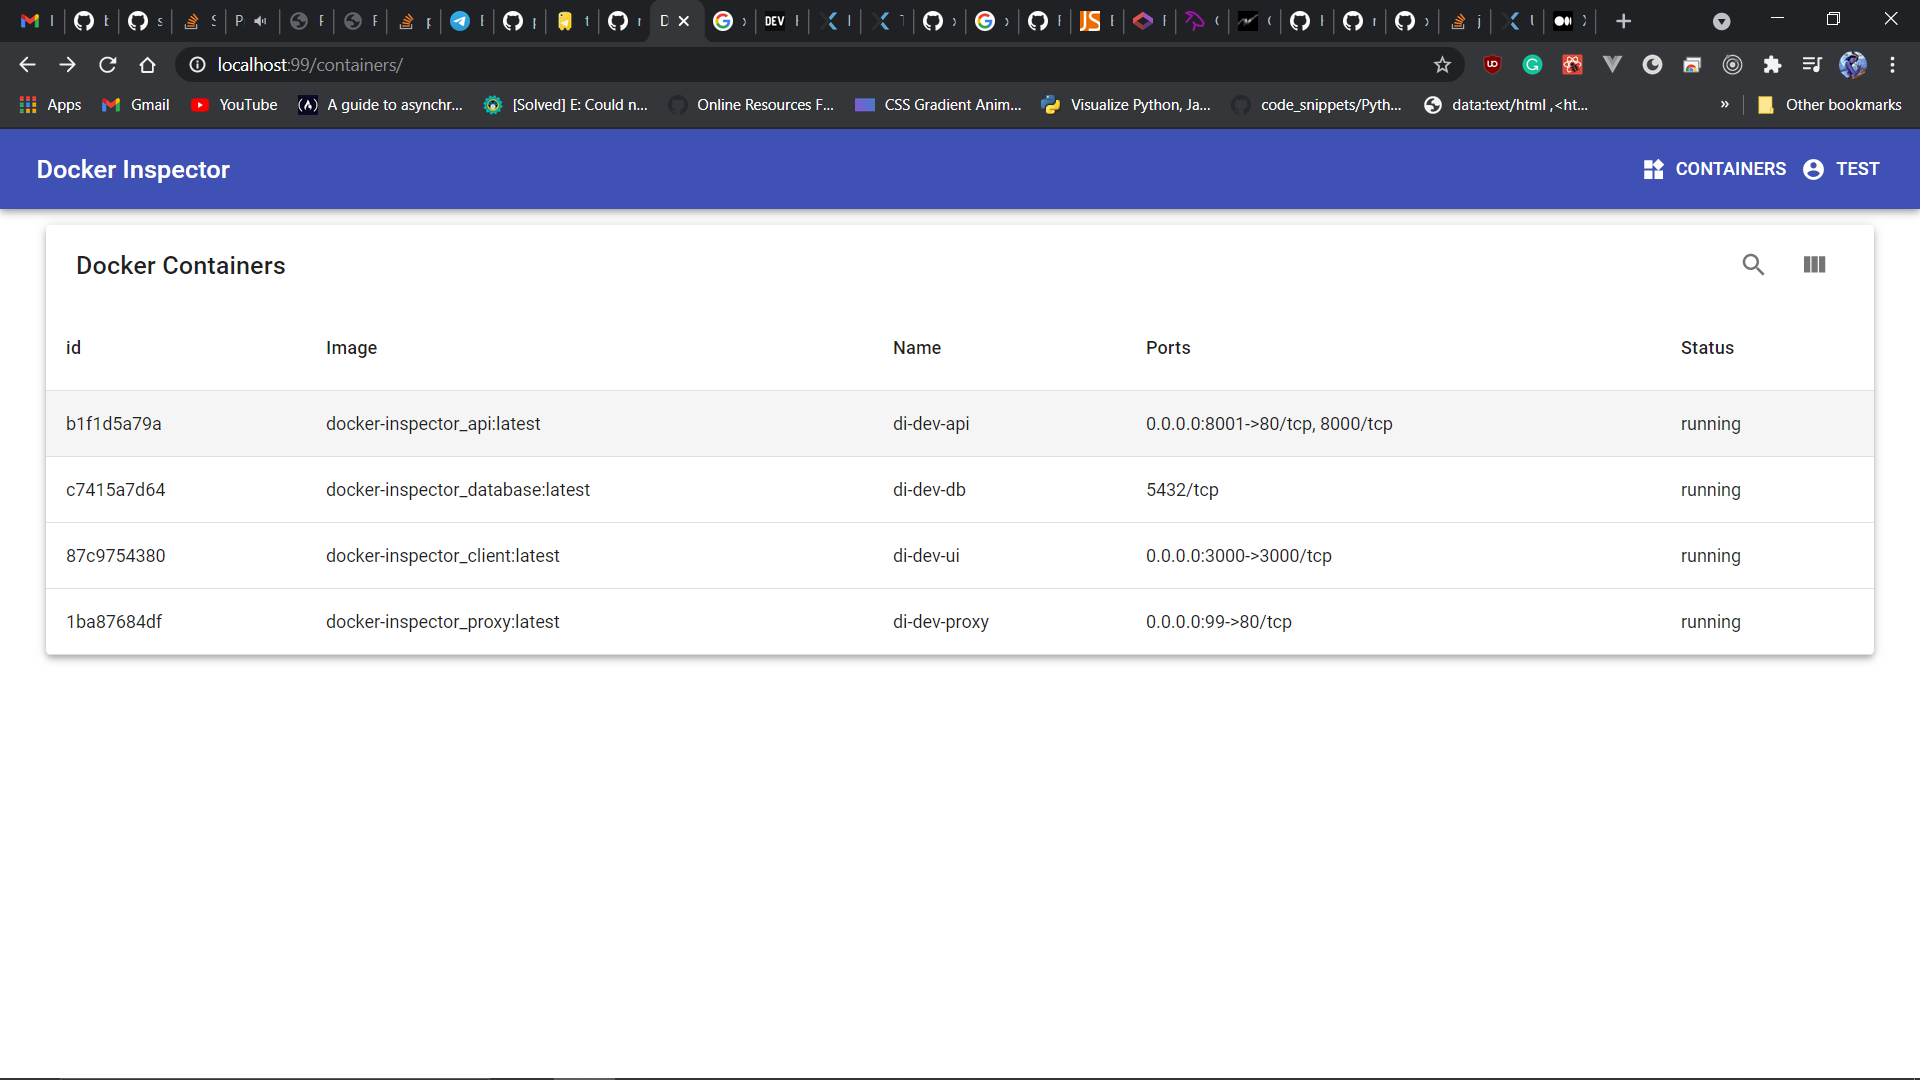 localhost:99/containers/
Apps Gmail YouTube A guide to asynchr... [Solved] E: Could n... Online Resources F... CSS Gradient Anim... Visualize Python, Ja... code_snippets/Pyth... data:text/html ,<ht... » Other bookmarks
Docker Inspector CONTAINERS TEST
Docker Containers
id Image Name Ports Status
b1f1d5a79a docker-inspector_api:latest di-dev-api 0.0.0.0:8001->80/tcp, 8000/tcp running
c7415a7d64 docker-inspector_database:latest di-dev-db 5432/tcp running
87c9754380 docker-inspector_client:latest di-dev-ui 0.0.0.0:3000->3000/tcp running
1ba87684df docker-inspector_proxy:latest di-dev-proxy 0.0.0.0:99->80/tcp running